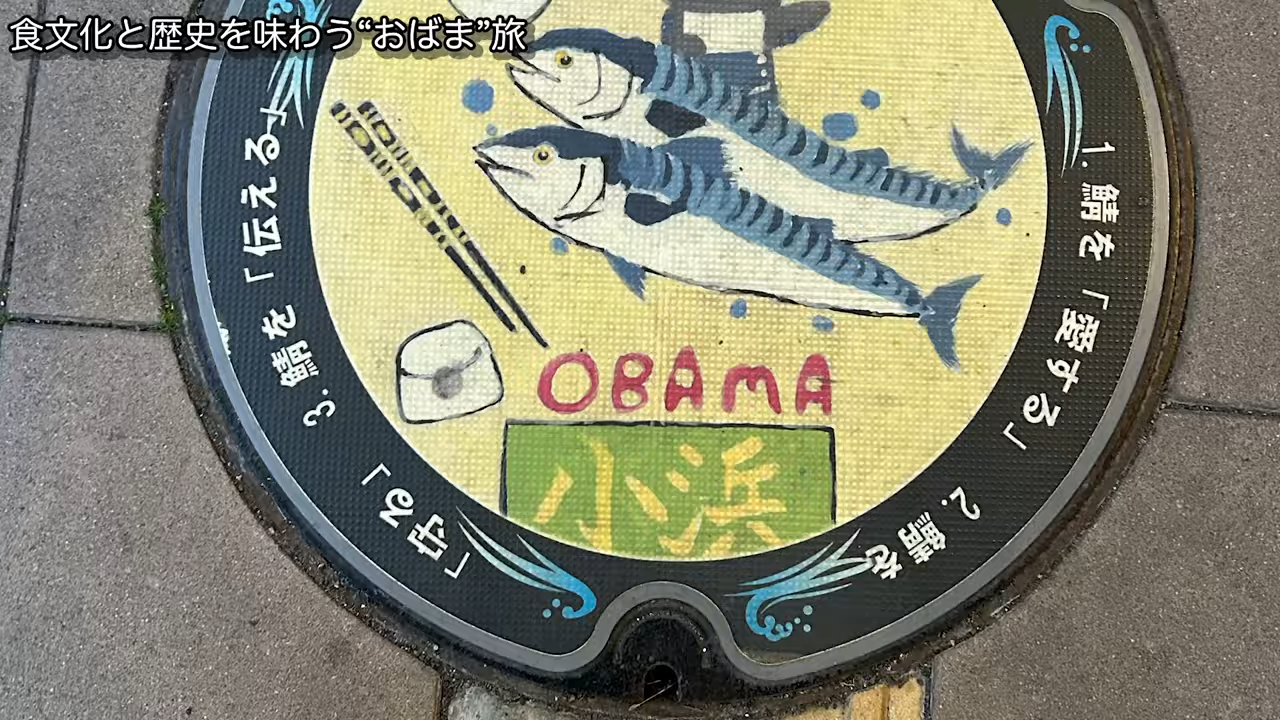 食文化と歴史を味わう“おばま”旅
1. 鯖を「愛する」
2. 鯖を「守る」
3. 鯖を「伝える」
OBAMA
小浜